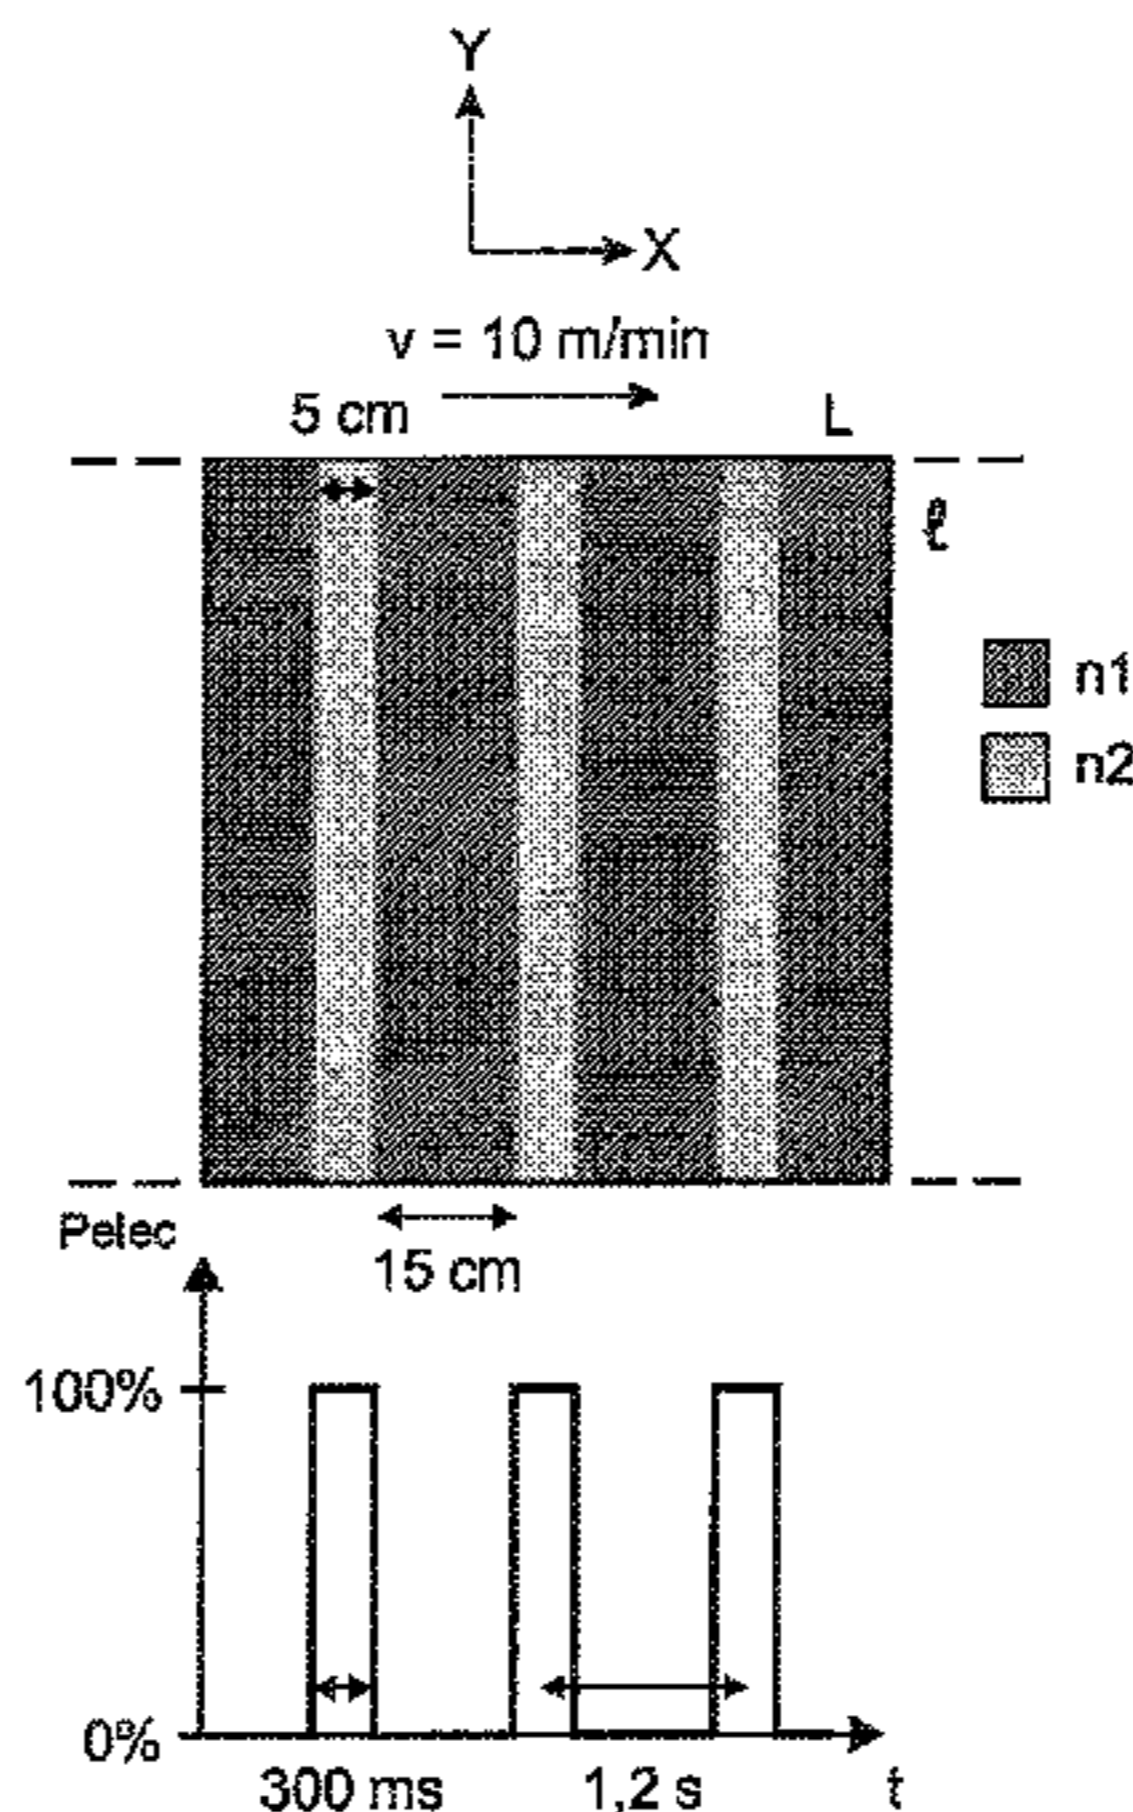 Y
X
v = 10 m/min
5 cm
L
ℓ
n1
n2
Pelec
15 cm
100%
0%
300 ms
1,2 s
t